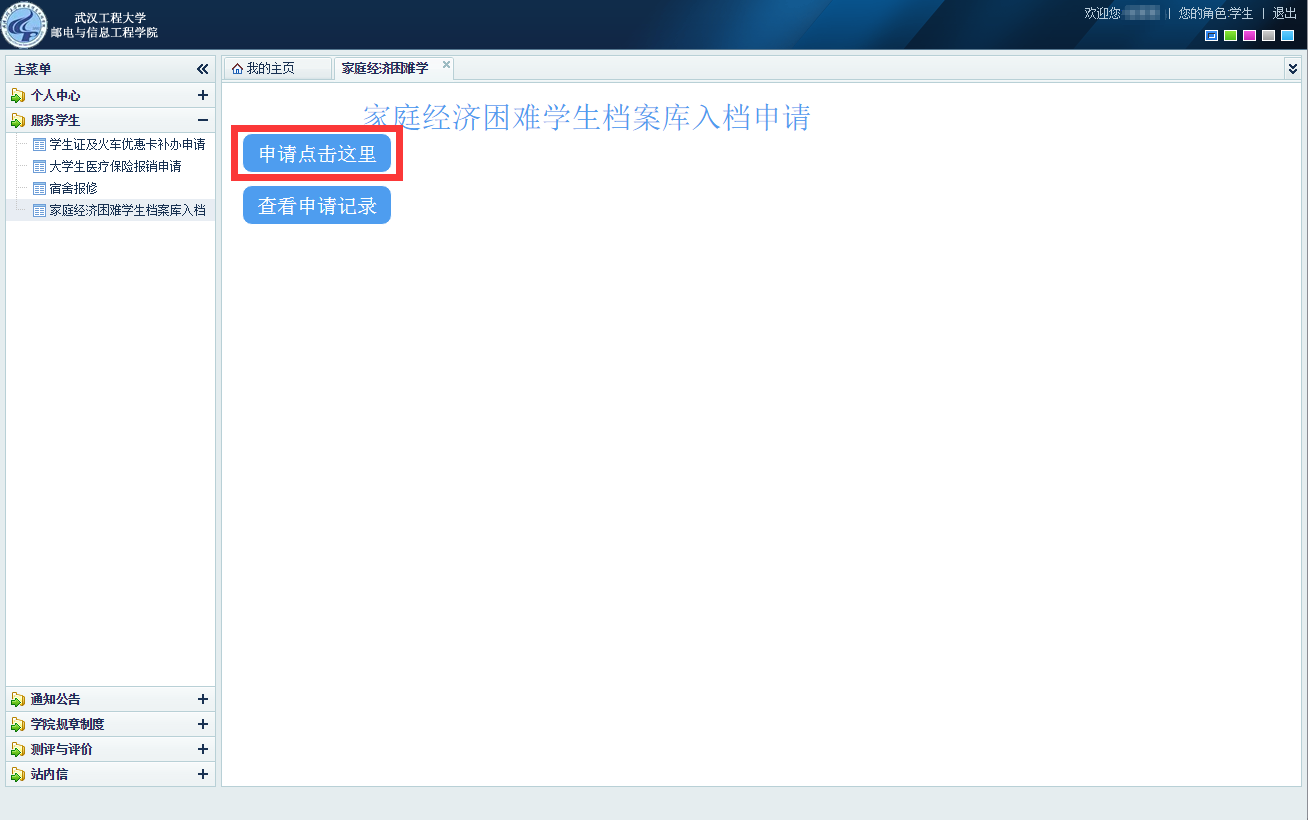 武汉工程大学
邮电与信息工程学院
欢迎您 | 您的角色:学生 | 退出
主菜单
个人中心
服务学生
学生证及火车优惠卡补办申请
大学生医疗保险报销申请
宿舍报修
家庭经济困难学生档案库入档
通知公告
学院规章制度
测评与评价
站内信
我的主页
家庭经济困难学
家庭经济困难学生档案库入档申请
申请点击这里
查看申请记录